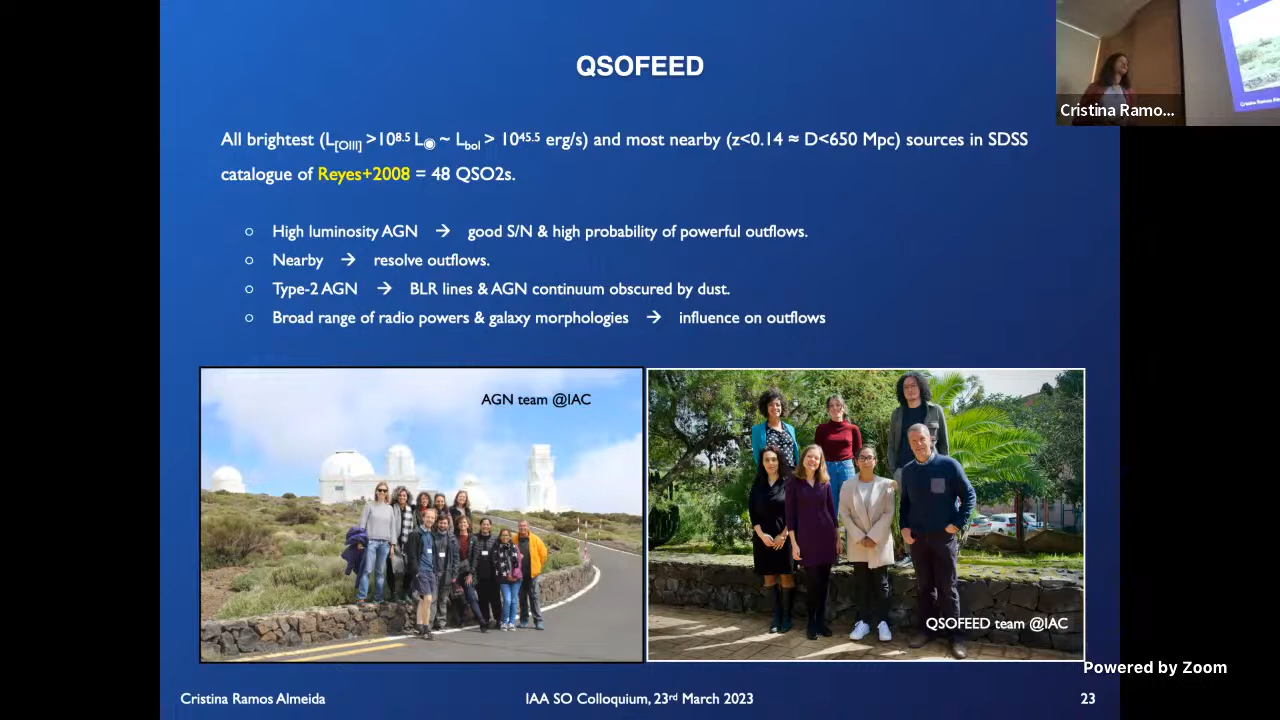 QSOFEED
Cristina Ramo...
All brightest (L[OIII] >10^8.5 L◉ ~ Lbol > 10^45.5 erg/s) and most nearby (z<0.14 ≈ D<650 Mpc) sources in SDSS
catalogue of Reyes+2008 = 48 QSO2s.
○ High luminosity AGN → good S/N & high probability of powerful outflows.
○ Nearby → resolve outflows.
○ Type-2 AGN → BLR lines & AGN continuum obscured by dust.
○ Broad range of radio powers & galaxy morphologies → influence on outflows
AGN team @IAC
QSOFEED team @IAC
Powered by Zoom
Cristina Ramos Almeida
IAA SO Colloquium, 23rd March 2023
23